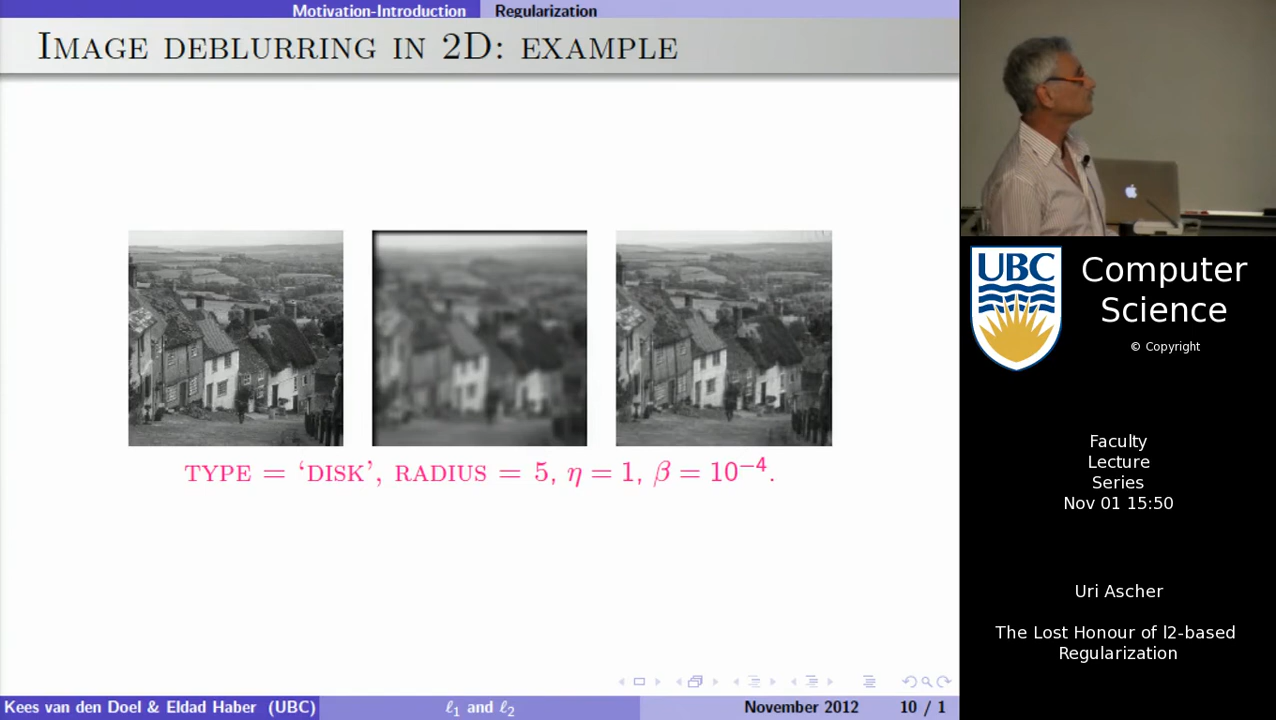 Motivation-Introduction Regularization
IMAGE DEBLURRING IN 2D: EXAMPLE
TYPE = ‘DISK’, RADIUS = 5, η = 1, β = 10⁻⁴.
Kees van den Doel & Eldad Haber (UBC) ℓ₁ and ℓ₂ November 2012 10 / 1
UBC
Computer
Science
© Copyright
Faculty
Lecture
Series
Nov 01 15:50
Uri Ascher
The Lost Honour of l2-based
Regularization